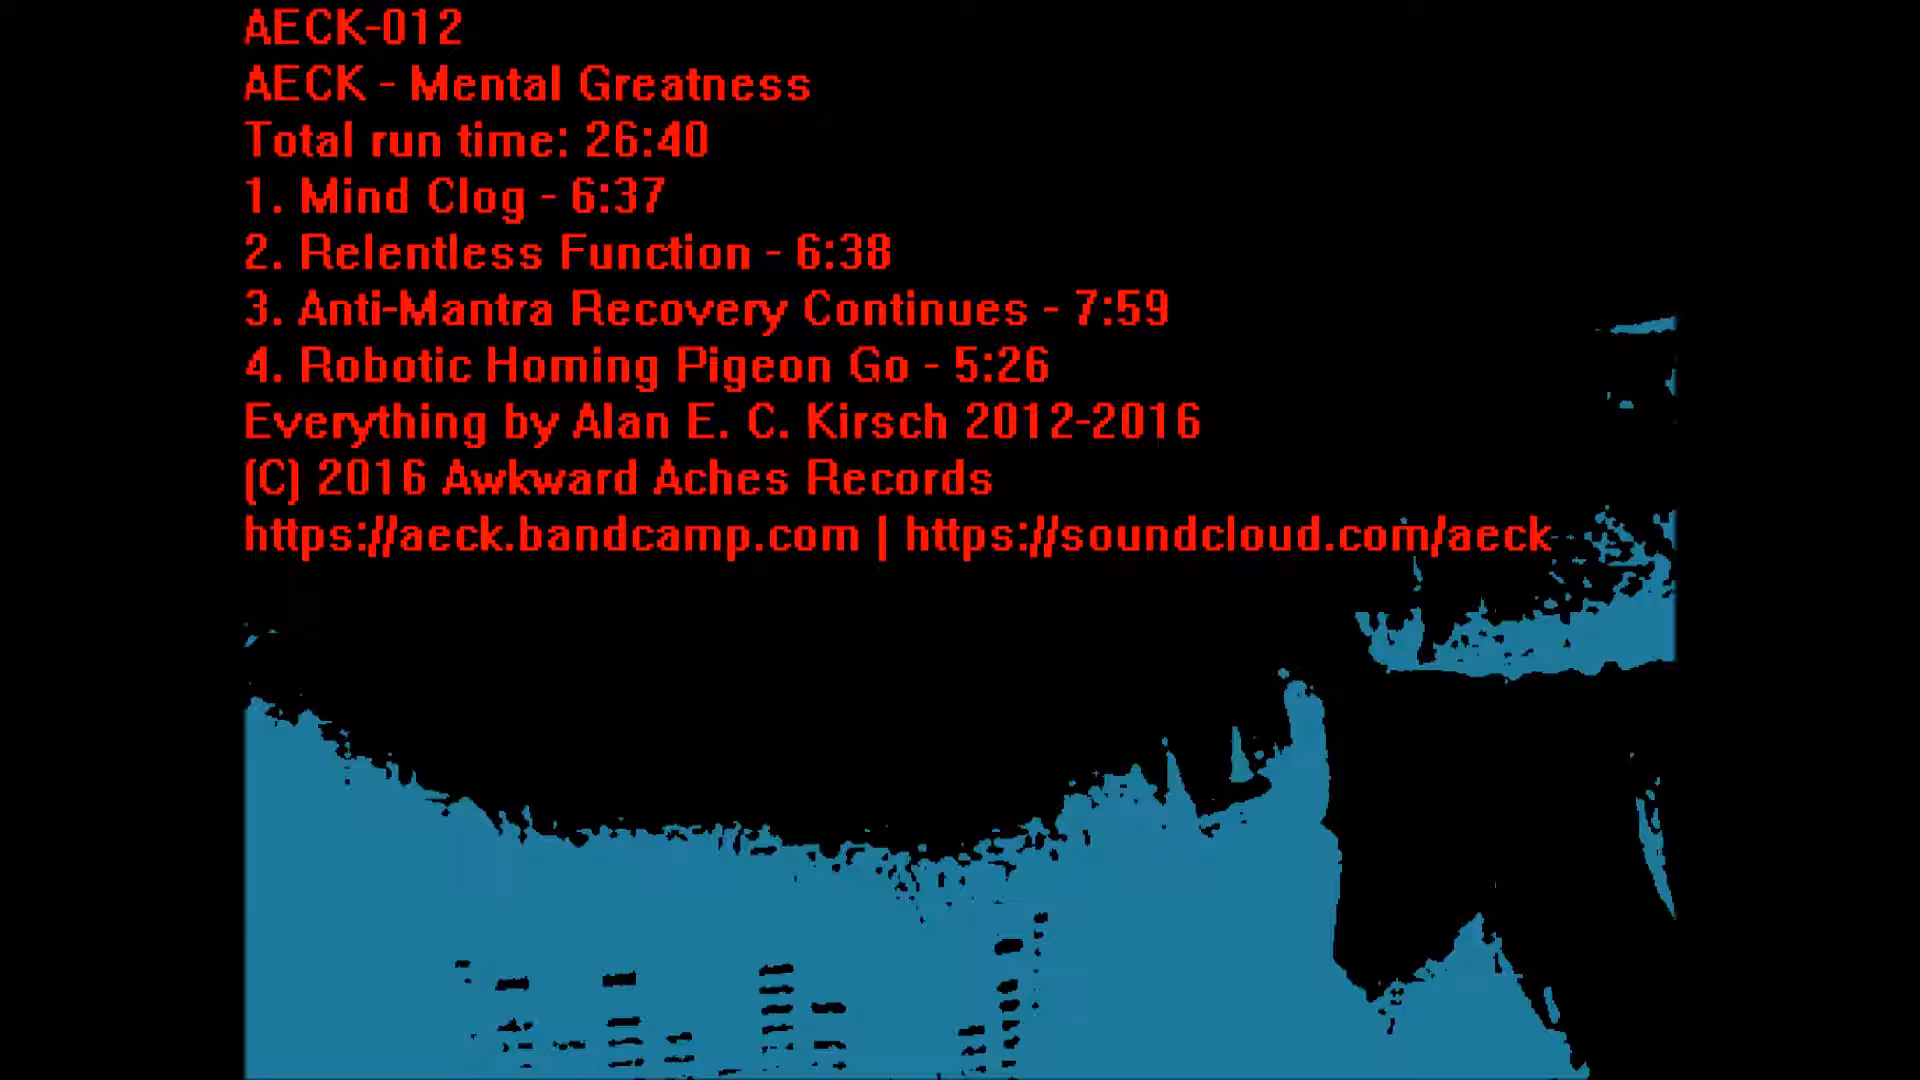 AECK-012
AECK - Mental Greatness
Total run time: 26:40
1. Mind Clog - 6:37
2. Relentless Function - 6:38
3. Anti-Mantra Recovery Continues - 7:59
4. Robotic Homing Pigeon Go - 5:26
Everything by Alan E. C. Kirsch 2012-2016
(C) 2016 Awkward Aches Records
https://aeck.bandcamp.com | https://soundcloud.com/aeck